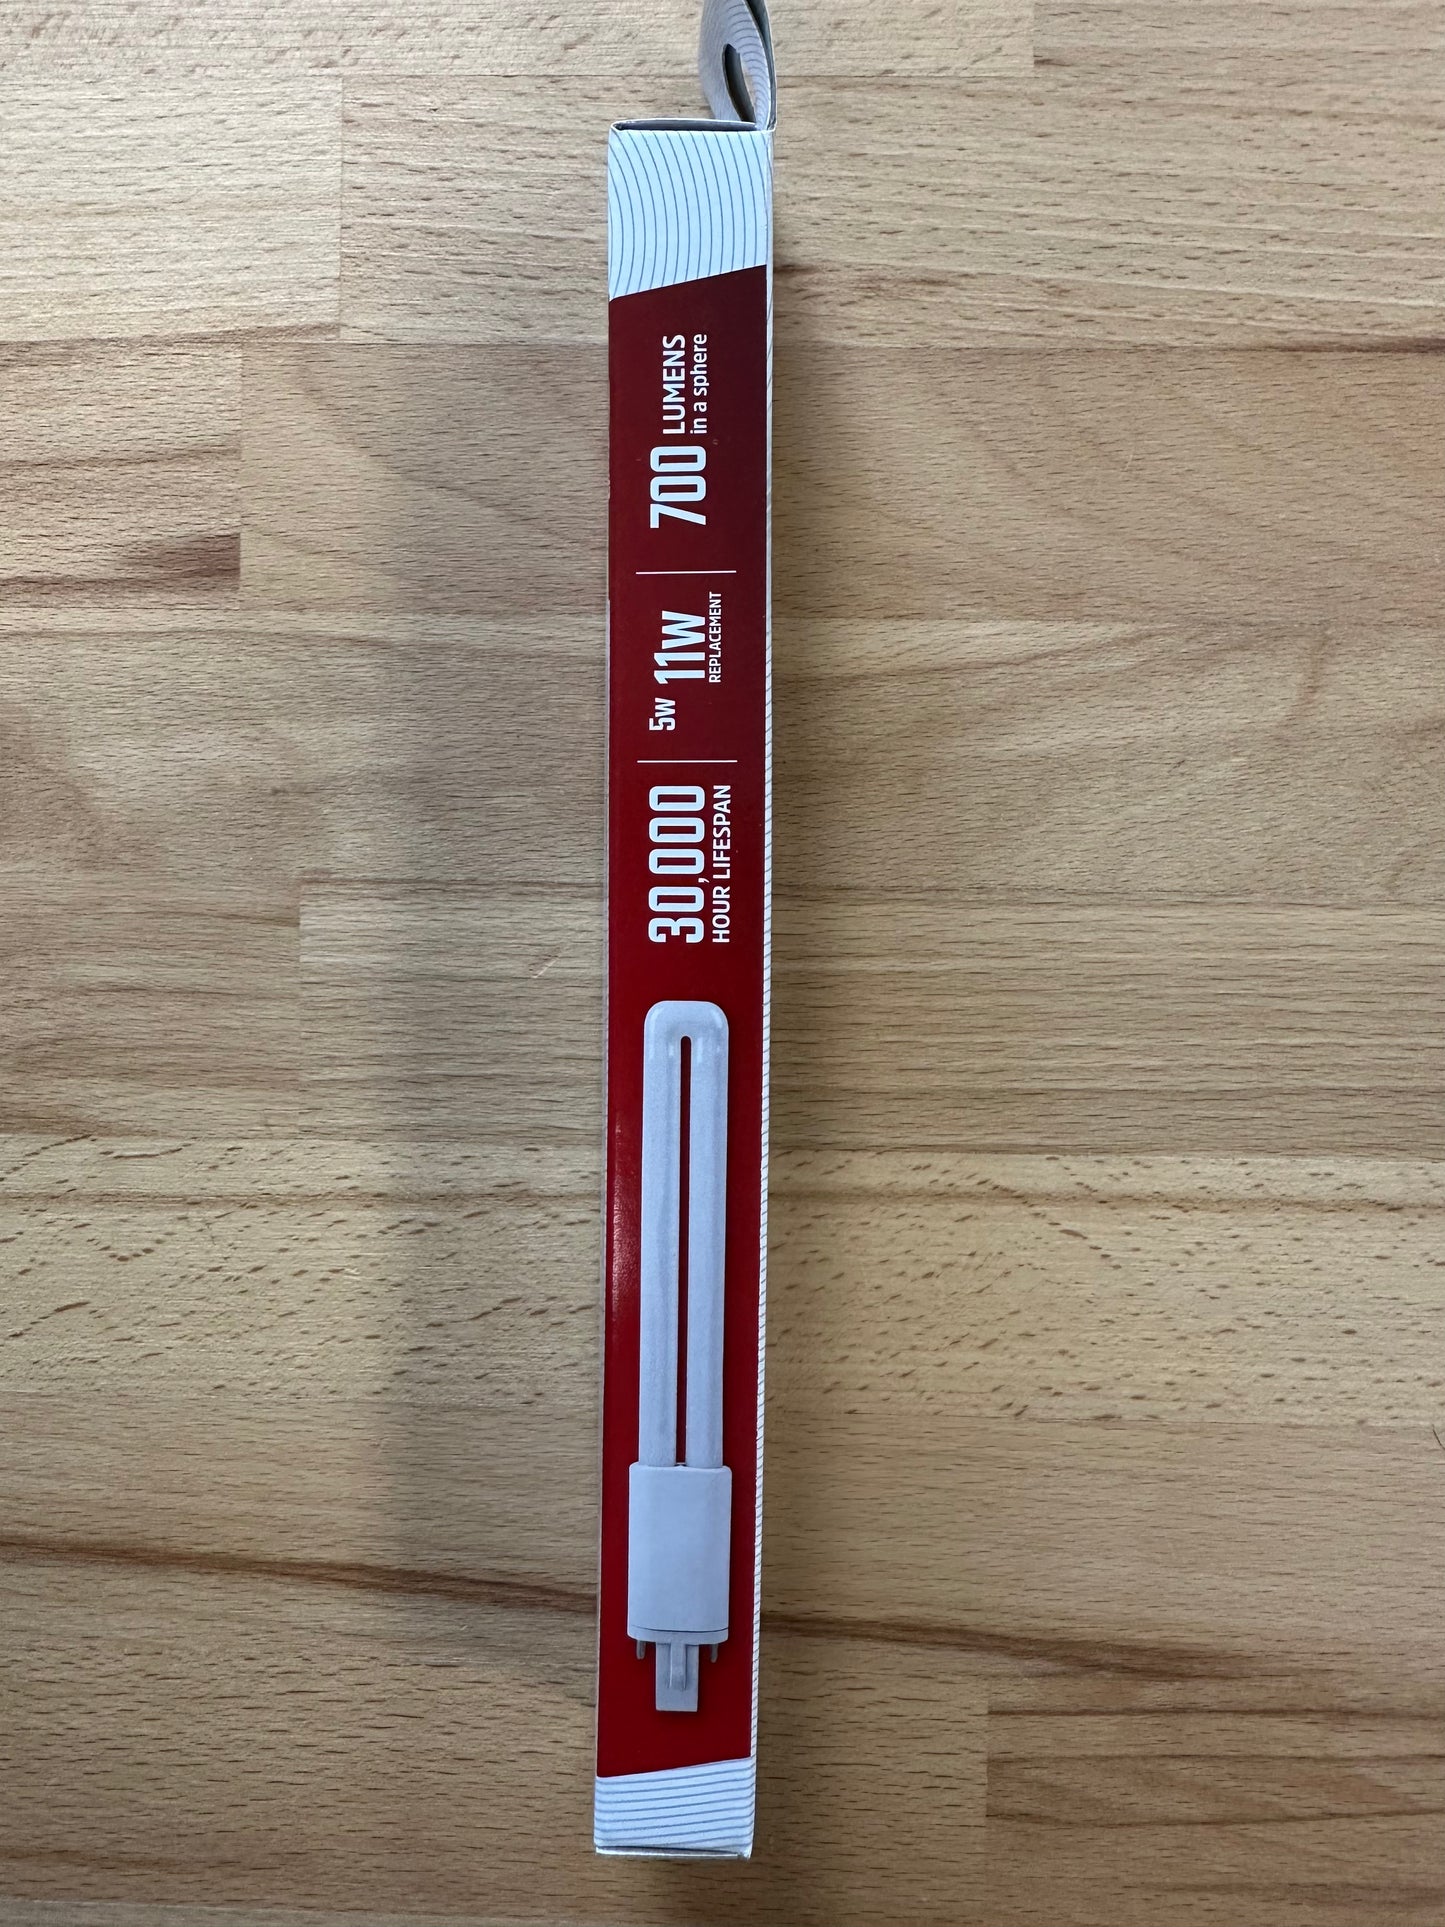 30,000
HOUR LIFESPAN
5W 11W
REPLACEMENT
700 LUMENS
in a sphere